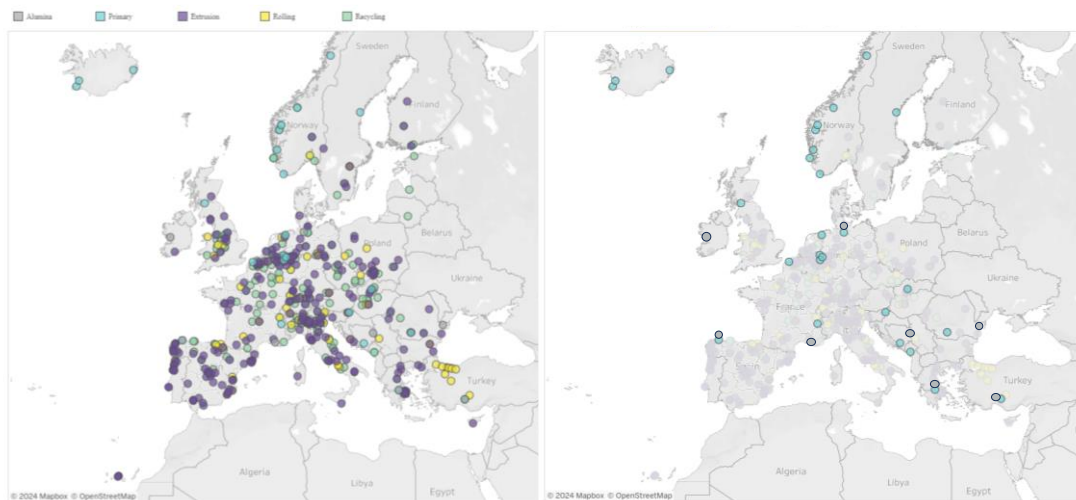 Alumina Primary Extrusion Rolling Recycling
Sweden
Finland
Norway
Belarus
Poland
Ukraine
Turkey
Algeria
Libya
Egypt
© 2024 Mapbox © OpenStreetMap
Sweden
Finland
Norway
Belarus
Poland
Ukraine
France
Turkey
Algeria
Libya
Egypt
© 2024 Mapbox © OpenStreetMap